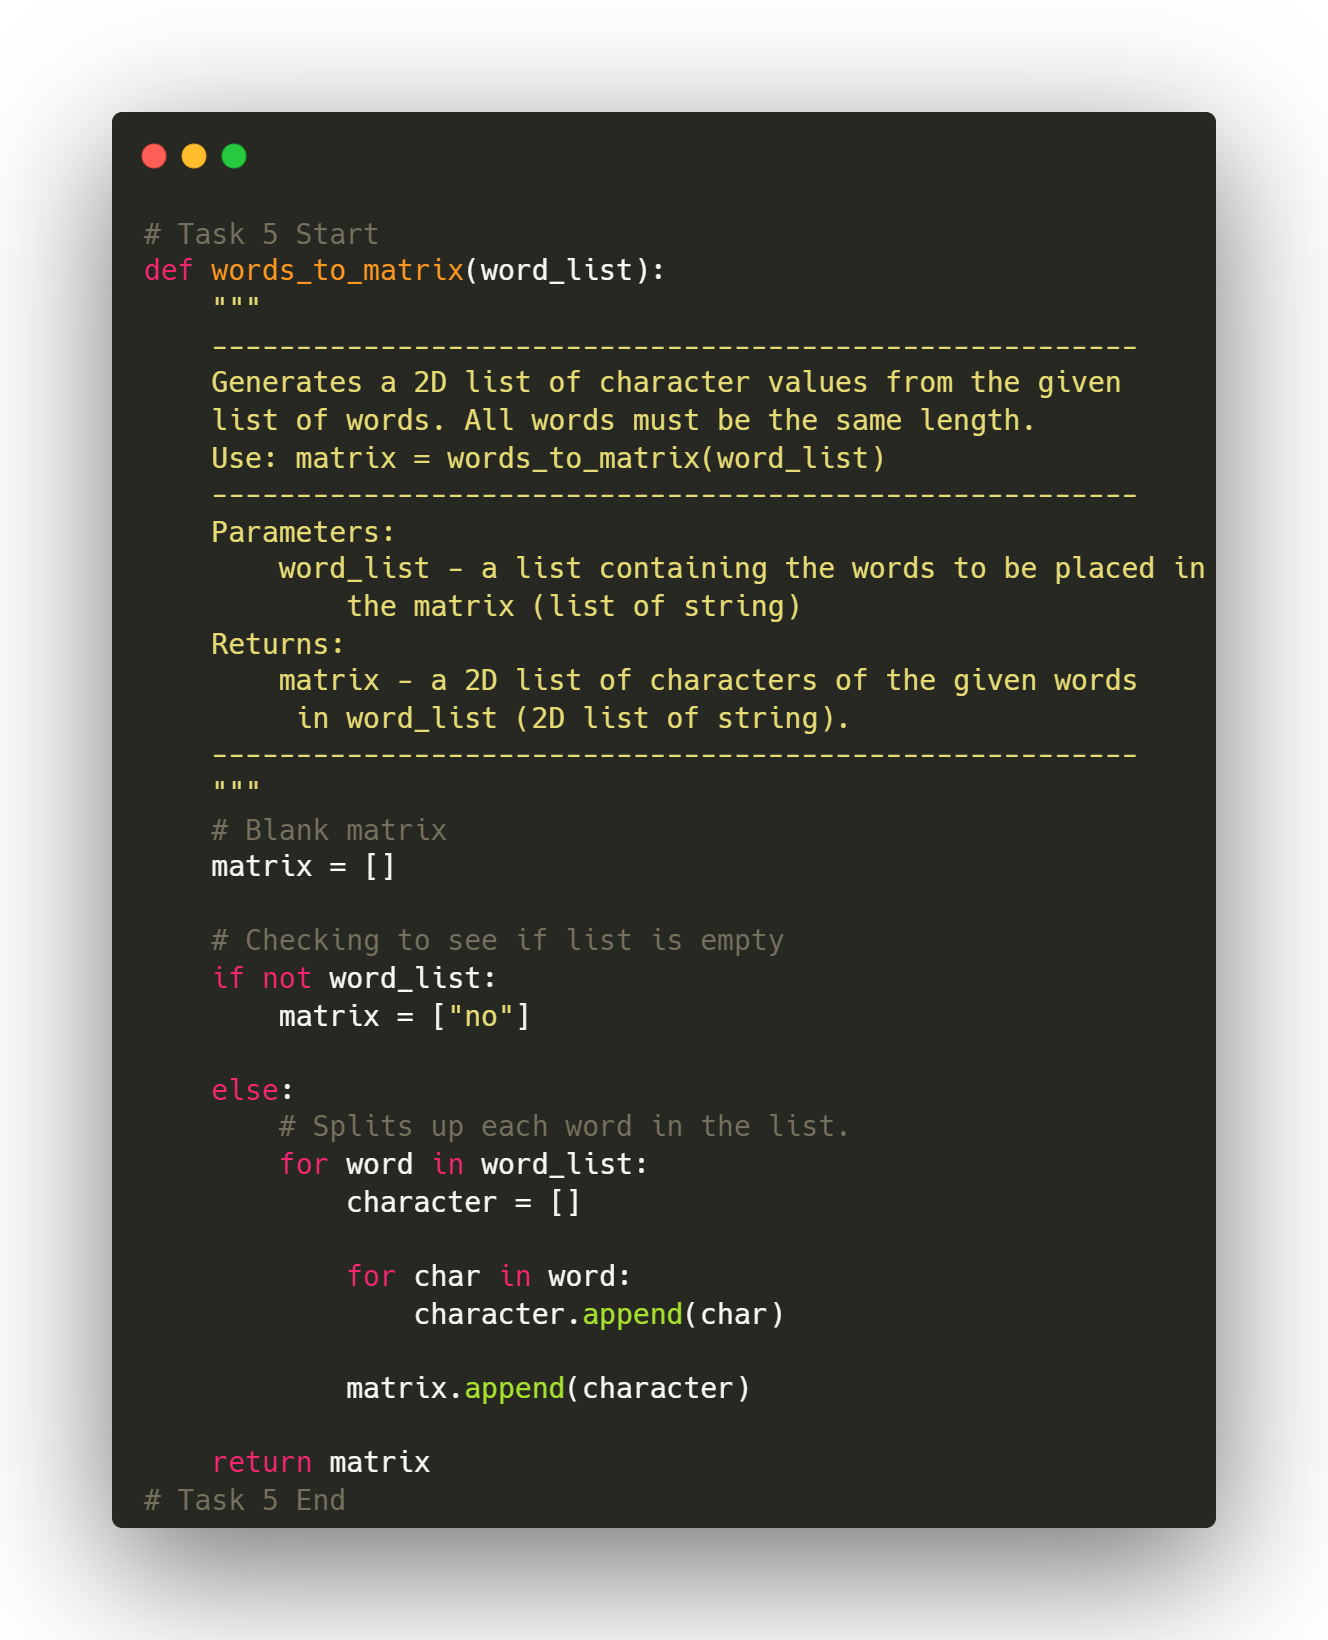 # Task 5 Start
def words_to_matrix(word_list):
    """
    -------------------------------------------------------
    Generates a 2D list of character values from the given
    list of words. All words must be the same length.
    Use: matrix = words_to_matrix(word_list)
    -------------------------------------------------------
    Parameters:
        word_list - a list containing the words to be placed in
            the matrix (list of string)
    Returns:
        matrix - a 2D list of characters of the given words
         in word_list (2D list of string).
    -------------------------------------------------------
    """
    # Blank matrix
    matrix = []

    # Checking to see if list is empty
    if not word_list:
        matrix = ["no"]

    else:
        # Splits up each word in the list.
        for word in word_list:
            character = []

            for char in word:
                character.append(char)

            matrix.append(character)

    return matrix
# Task 5 End